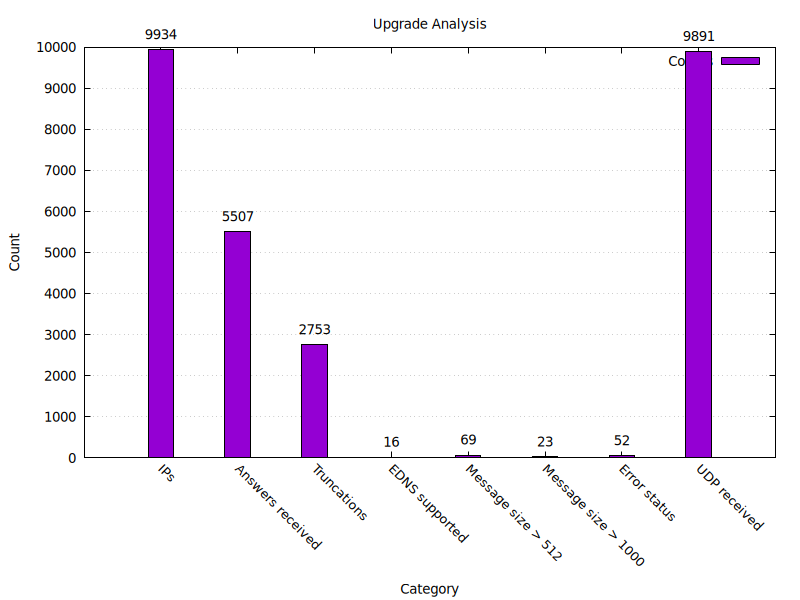 Upgrade Analysis
9934
9891
10000
9000
8000
7000
6000
5000
4000
3000
2000
1000
0
5507
2753
16
69
23
52
Count
IPs
Answers received
Truncations
EDNS supported
Message size > 512
Message size > 1000
Error status
UDP received
Category